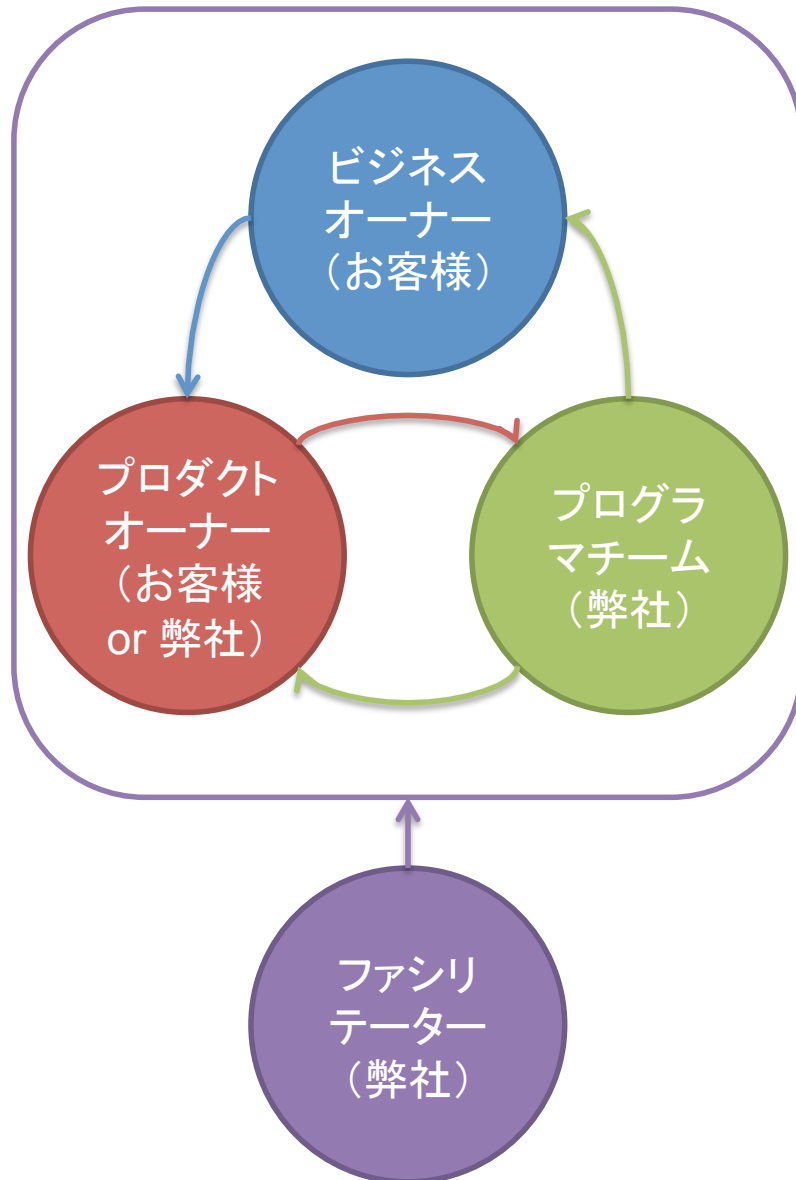 ビジネス
オーナー
（お客様）
プロダクト
オーナー
（お客様
or 弊社）
プログラ
マチーム
（弊社）
ファシリ
テーター
（弊社）